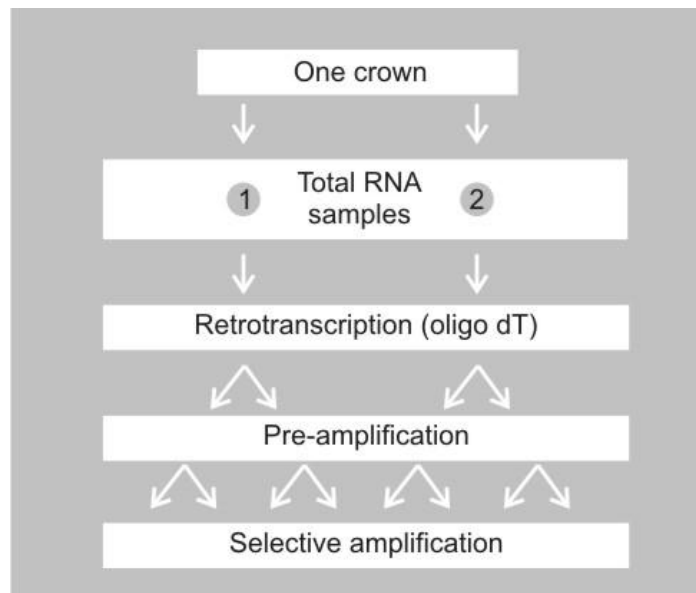 One crown
1 Total RNA 2
samples
Retrotranscription (oligo dT)
Pre-amplification
Selective amplification